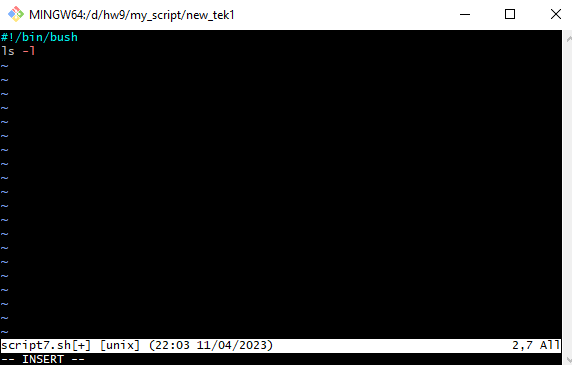 MINGW64:/d/hw9/my_script/new_tek1
#!/bin/bush
ls -l
~
~
~
~
~
~
~
~
~
~
~
~
~
script7.sh[+] [unix] (22:03 11/04/2023) 2,7 All
-- INSERT --